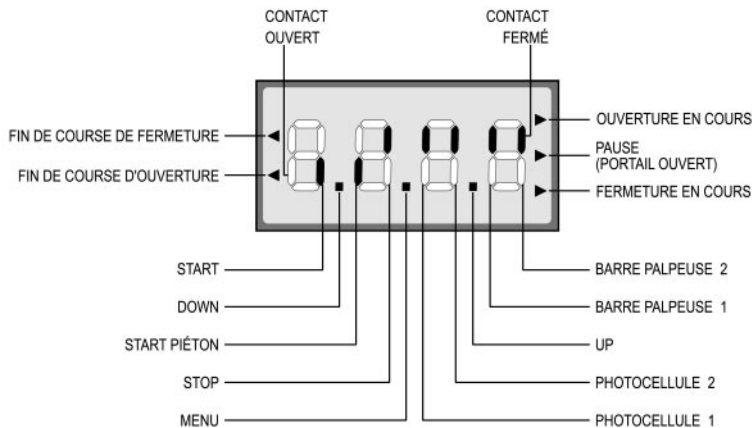 CONTACT
OUVERT
CONTACT
FERMÉ
FIN DE COURSE DE FERMETURE
FIN DE COURSE D'OUVERTURE
OUVERTURE EN COURS
PAUSE
(PORTAIL OUVERT)
FERMETURE EN COURS
START
DOWN
START PIÉTON
STOP
MENU
BARRE PALPEUSE 2
BARRE PALPEUSE 1
UP
PHOTOCELLULE 2
PHOTOCELLULE 1